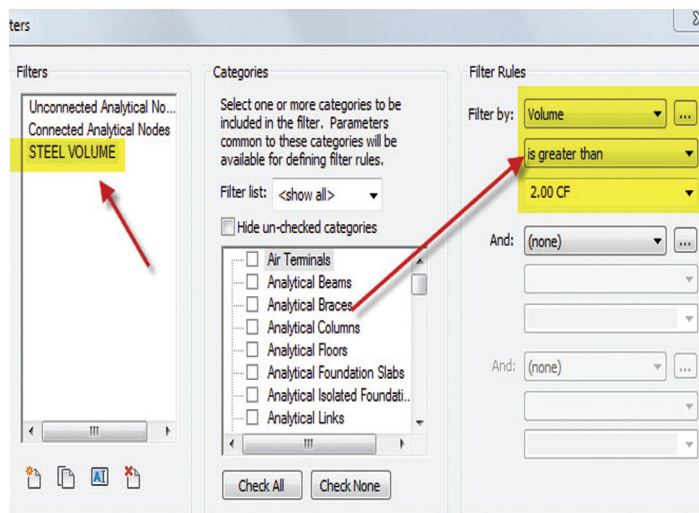 ters
Filters
Unconnected Analytical No...
Connected Analytical Nodes
STEEL VOLUME
Categories
Select one or more categories to be
included in the filter. Parameters
common to these categories will be
available for defining filter rules.
Filter list: <show all>
Hide un-checked categories
Air Terminals
Analytical Beams
Analytical Braces
Analytical Columns
Analytical Floors
Analytical Foundation Slabs
Analytical Isolated Foundati..
Analytical Links
Check All Check None
Filter Rules
Filter by: Volume ...
is greater than
2.00 CF
And: (none) ...
And: (none) ...
AI